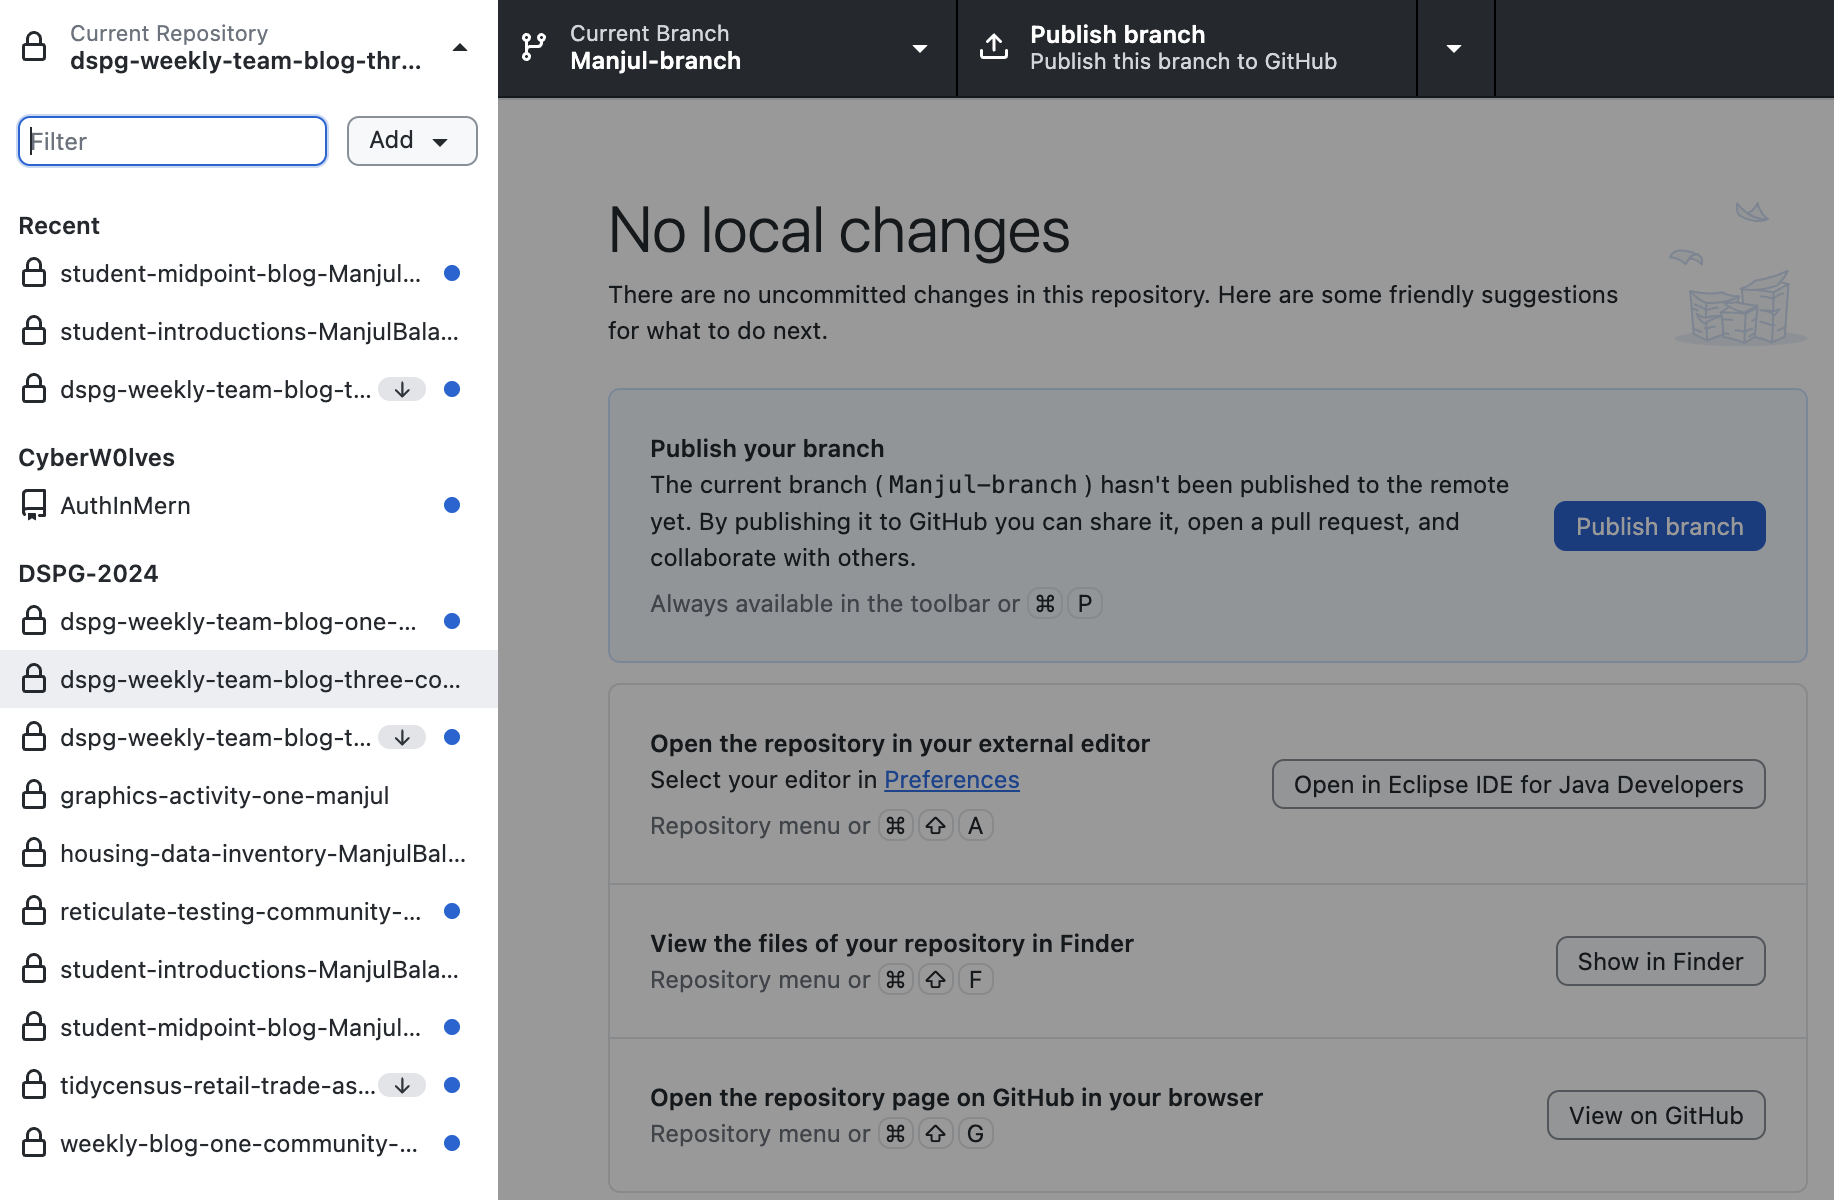 Current Repository
dspg-weekly-team-blog-thr...
Current Branch
Manjul-branch
Publish branch
Publish this branch to GitHub
Filter
Add
Recent
student-midpoint-blog-Manjul...
student-introductions-ManjulBala...
dspg-weekly-team-blog-t...
CyberW0lves
AuthInMern
DSPG-2024
dspg-weekly-team-blog-one-...
dspg-weekly-team-blog-three-co...
dspg-weekly-team-blog-t...
graphics-activity-one-manjul
housing-data-inventory-ManjulBal...
reticulate-testing-community-...
student-introductions-ManjulBala...
student-midpoint-blog-Manjul...
tidycensus-retail-trade-as...
weekly-blog-one-community-...
No local changes
There are no uncommitted changes in this repository. Here are some friendly suggestions
for what to do next.
Publish your branch
The current branch (Manjul-branch) hasn't been published to the remote
yet. By publishing it to GitHub you can share it, open a pull request, and
collaborate with others.
Always available in the toolbar or ⌘ P
Publish branch
Open the repository in your external editor
Select your editor in Preferences
Repository menu or ⌘ ⇧ A
Open in Eclipse IDE for Java Developers
View the files of your repository in Finder
Repository menu or ⌘ ⇧ F
Show in Finder
Open the repository page on GitHub in your browser
Repository menu or ⌘ ⇧ G
View on GitHub